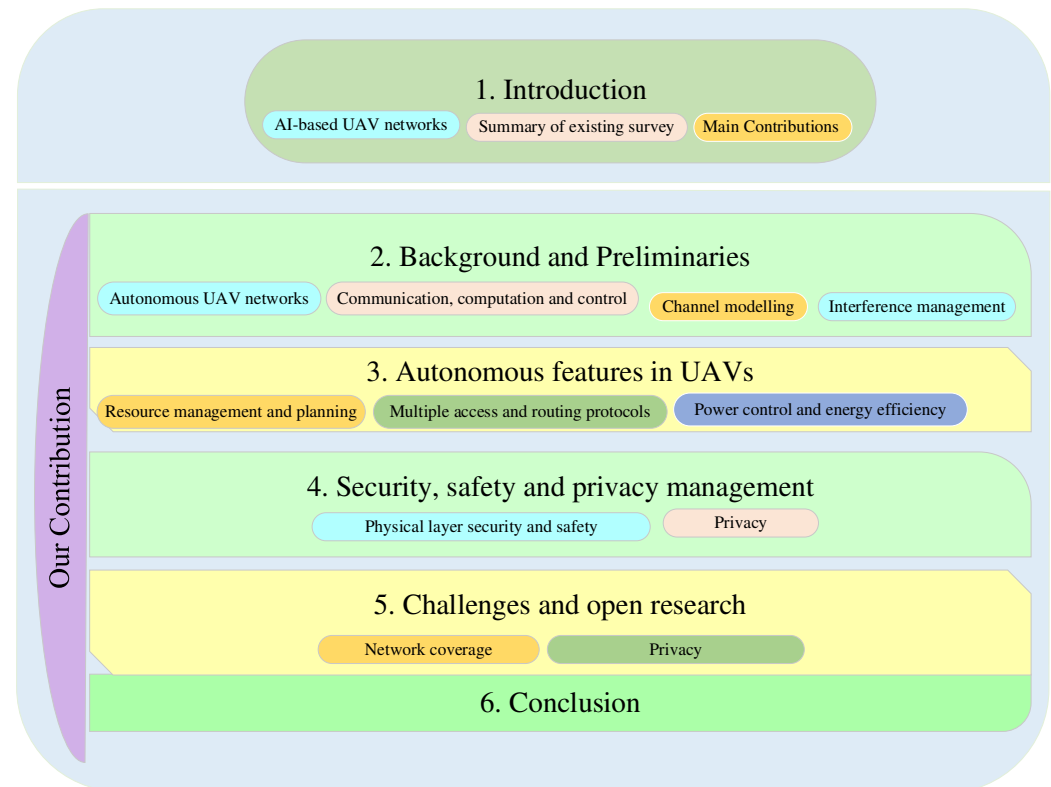 1. Introduction
AI-based UAV networks
Summary of existing survey
Main Contributions
Our Contribution
2. Background and Preliminaries
Autonomous UAV networks
Communication, computation and control
Channel modelling
Interference management
3. Autonomous features in UAVs
Resource management and planning
Multiple access and routing protocols
Power control and energy efficiency
4. Security, safety and privacy management
Physical layer security and safety
Privacy
5. Challenges and open research
Network coverage
Privacy
6. Conclusion